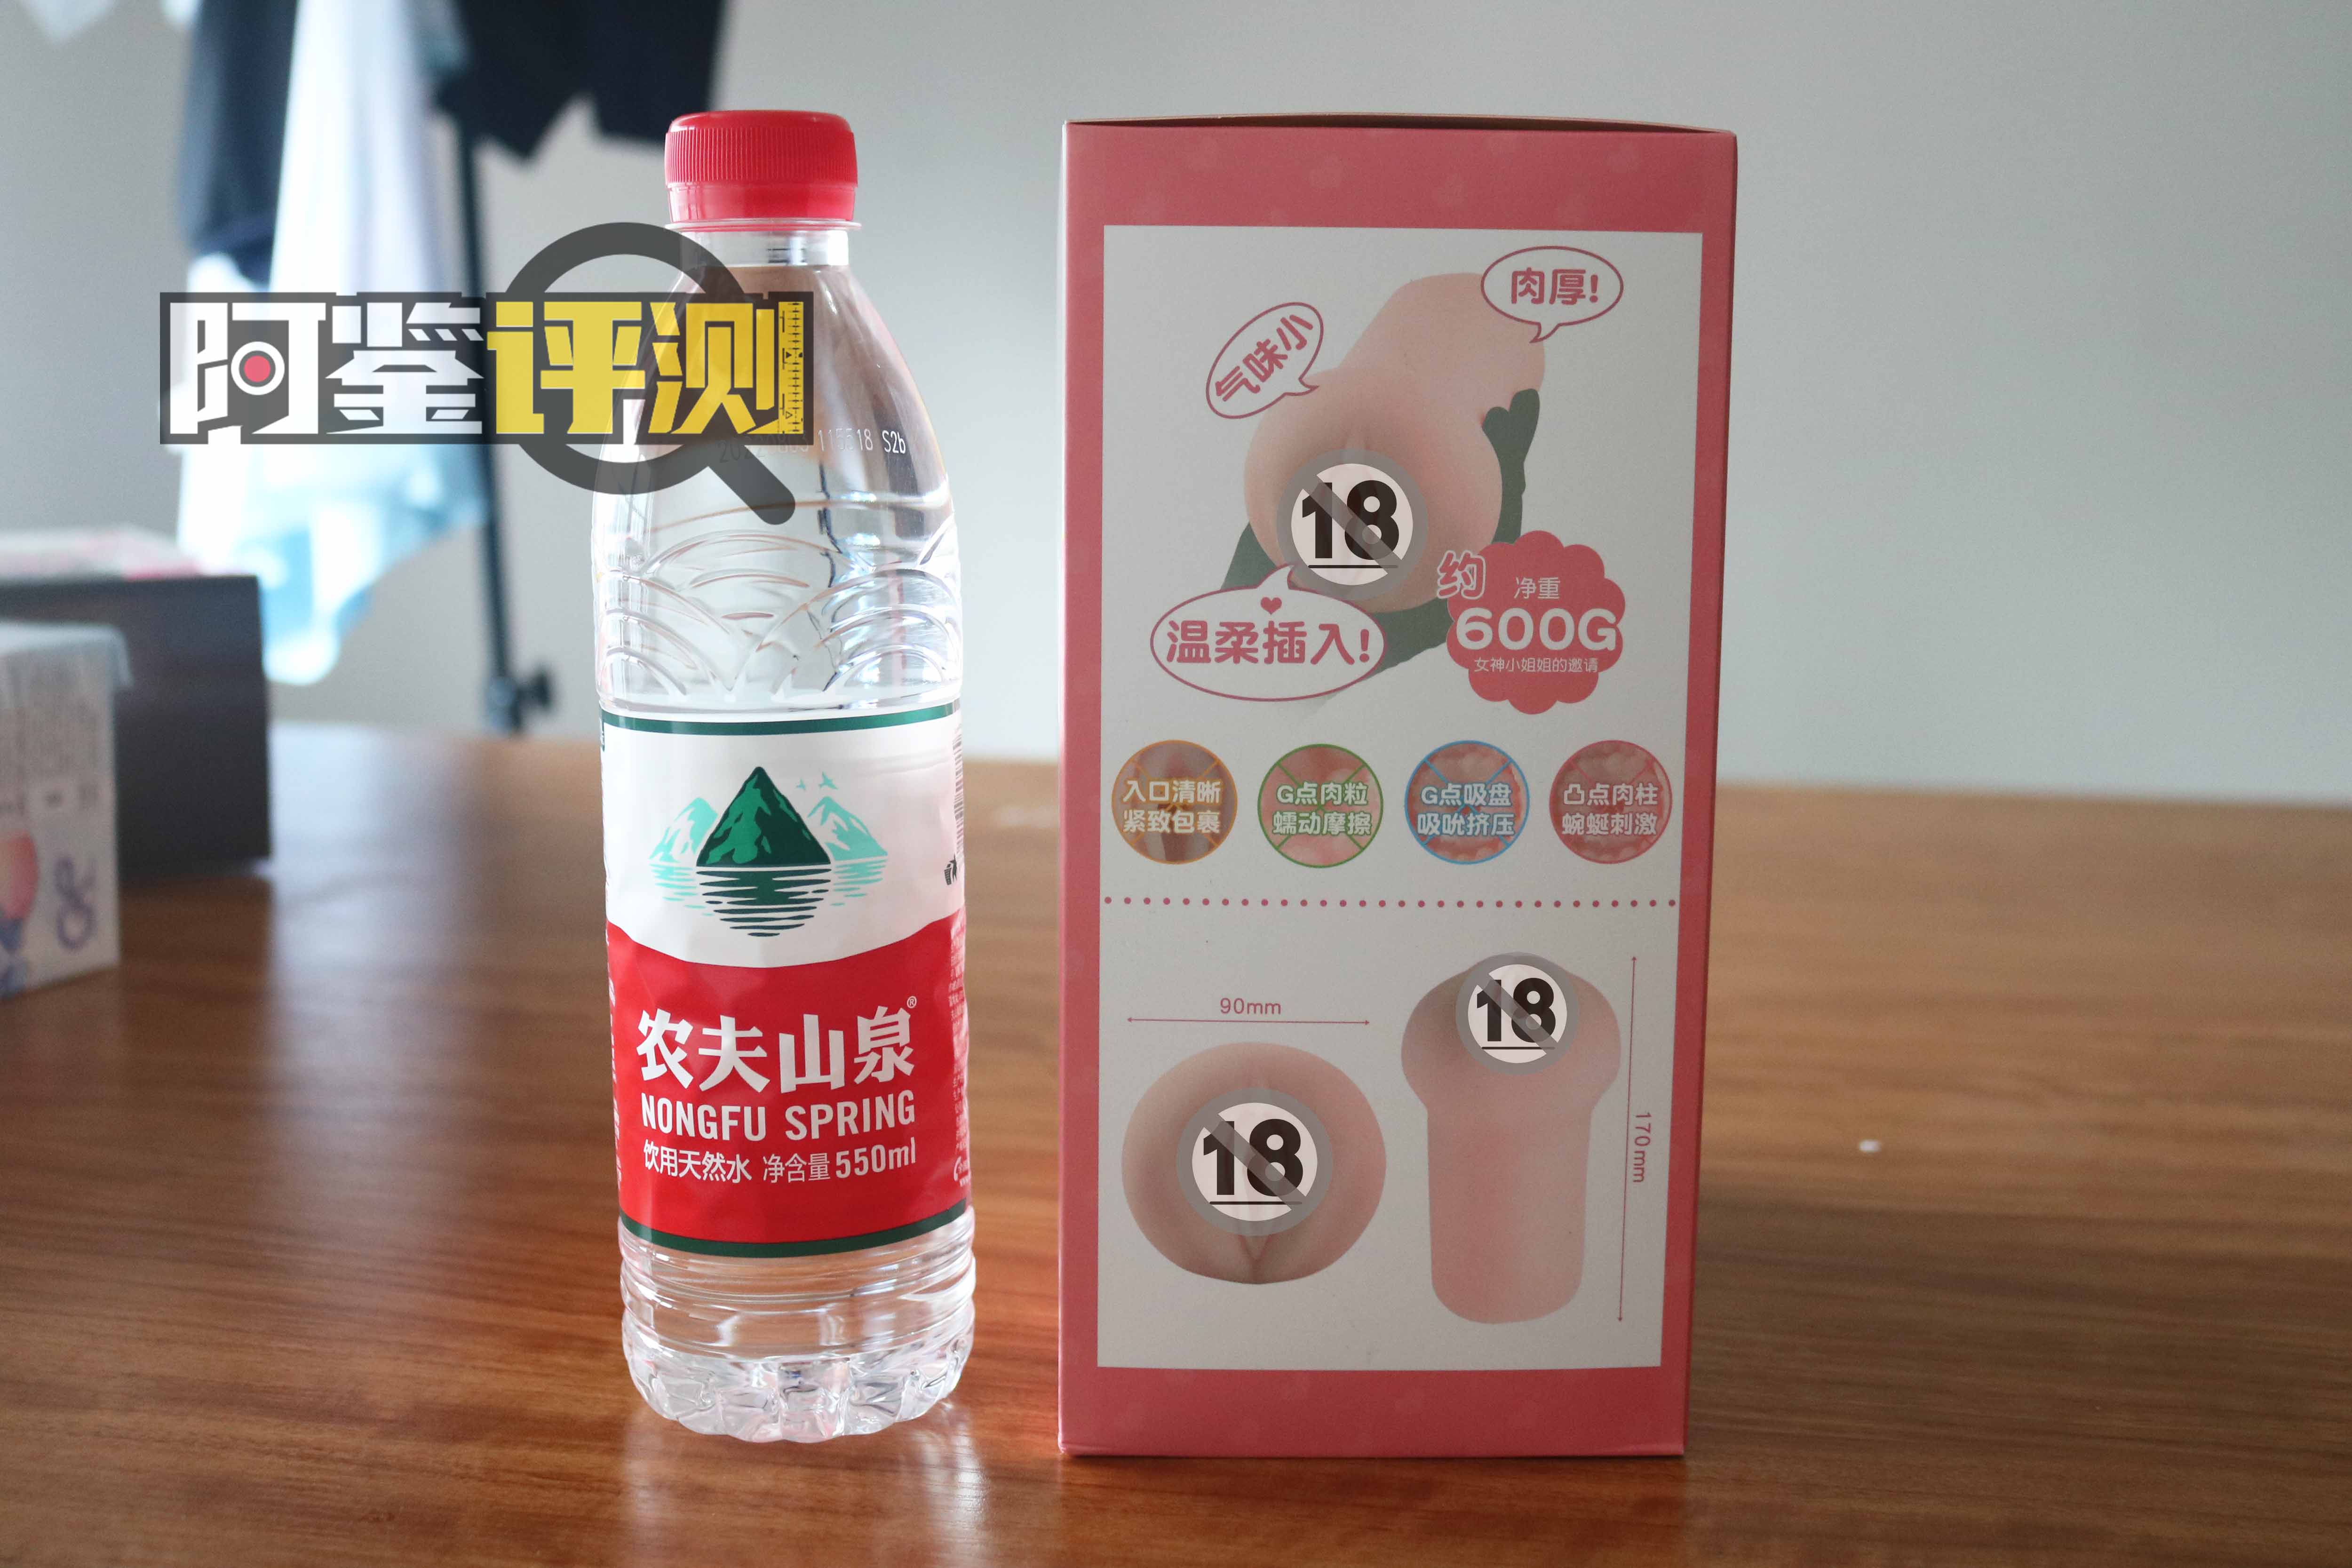 阿鉴评测
115518 S2b
农夫山泉®
NONGFU SPRING
饮用天然水 净含量550ml
肉厚!
气味小
18
温柔插入!
约 净重
600G
女神小姐姐的邀请
入口清晰
紧致包裹
G点肉粒
蠕动摩擦
G点吸盘
吸吮挤压
凸点肉柱
蜿蜒刺激
90mm
18
170mm
18